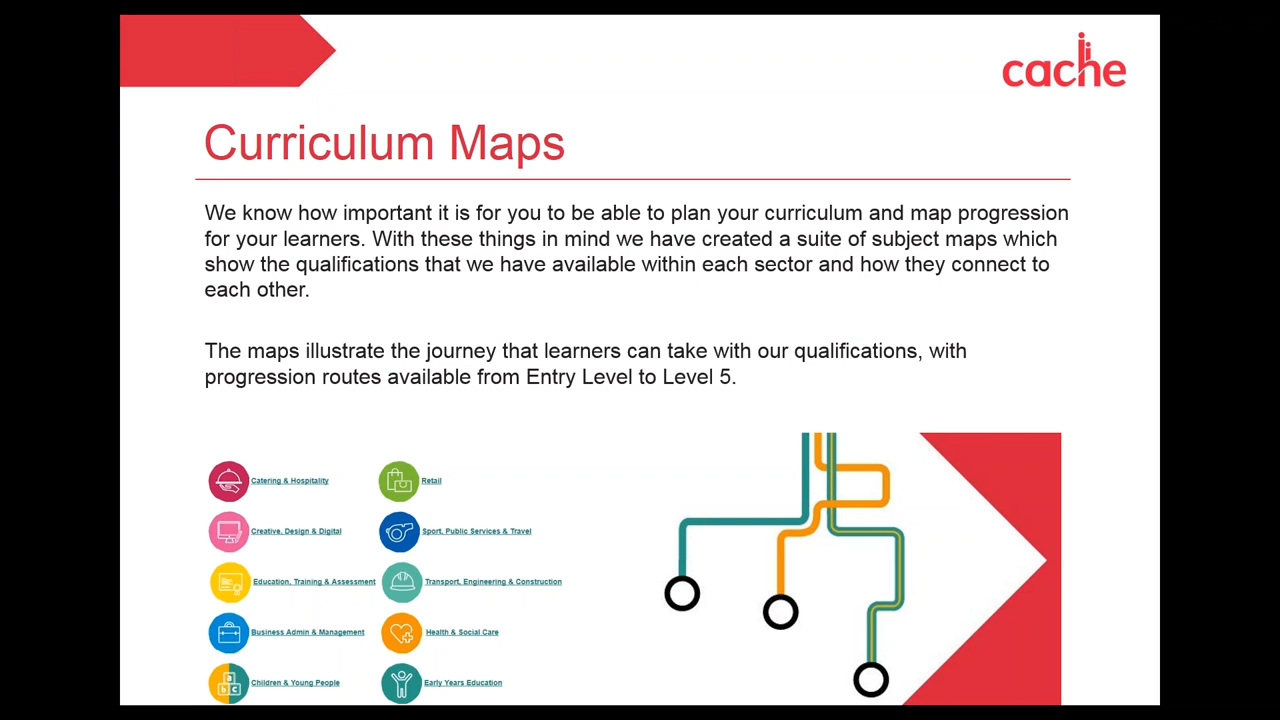 cache
Curriculum Maps
We know how important it is for you to be able to plan your curriculum and map progression
for your learners. With these things in mind we have created a suite of subject maps which
show the qualifications that we have available within each sector and how they connect to
each other.
The maps illustrate the journey that learners can take with our qualifications, with
progression routes available from Entry Level to Level 5.
Catering & Hospitality
Retail
Creative, Design & Digital
Sport, Public Services & Travel
Education, Training & Assessment
Transport, Engineering & Construction
Business Admin & Management
Health & Social Care
a
b c
Children & Young People
Early Years Education